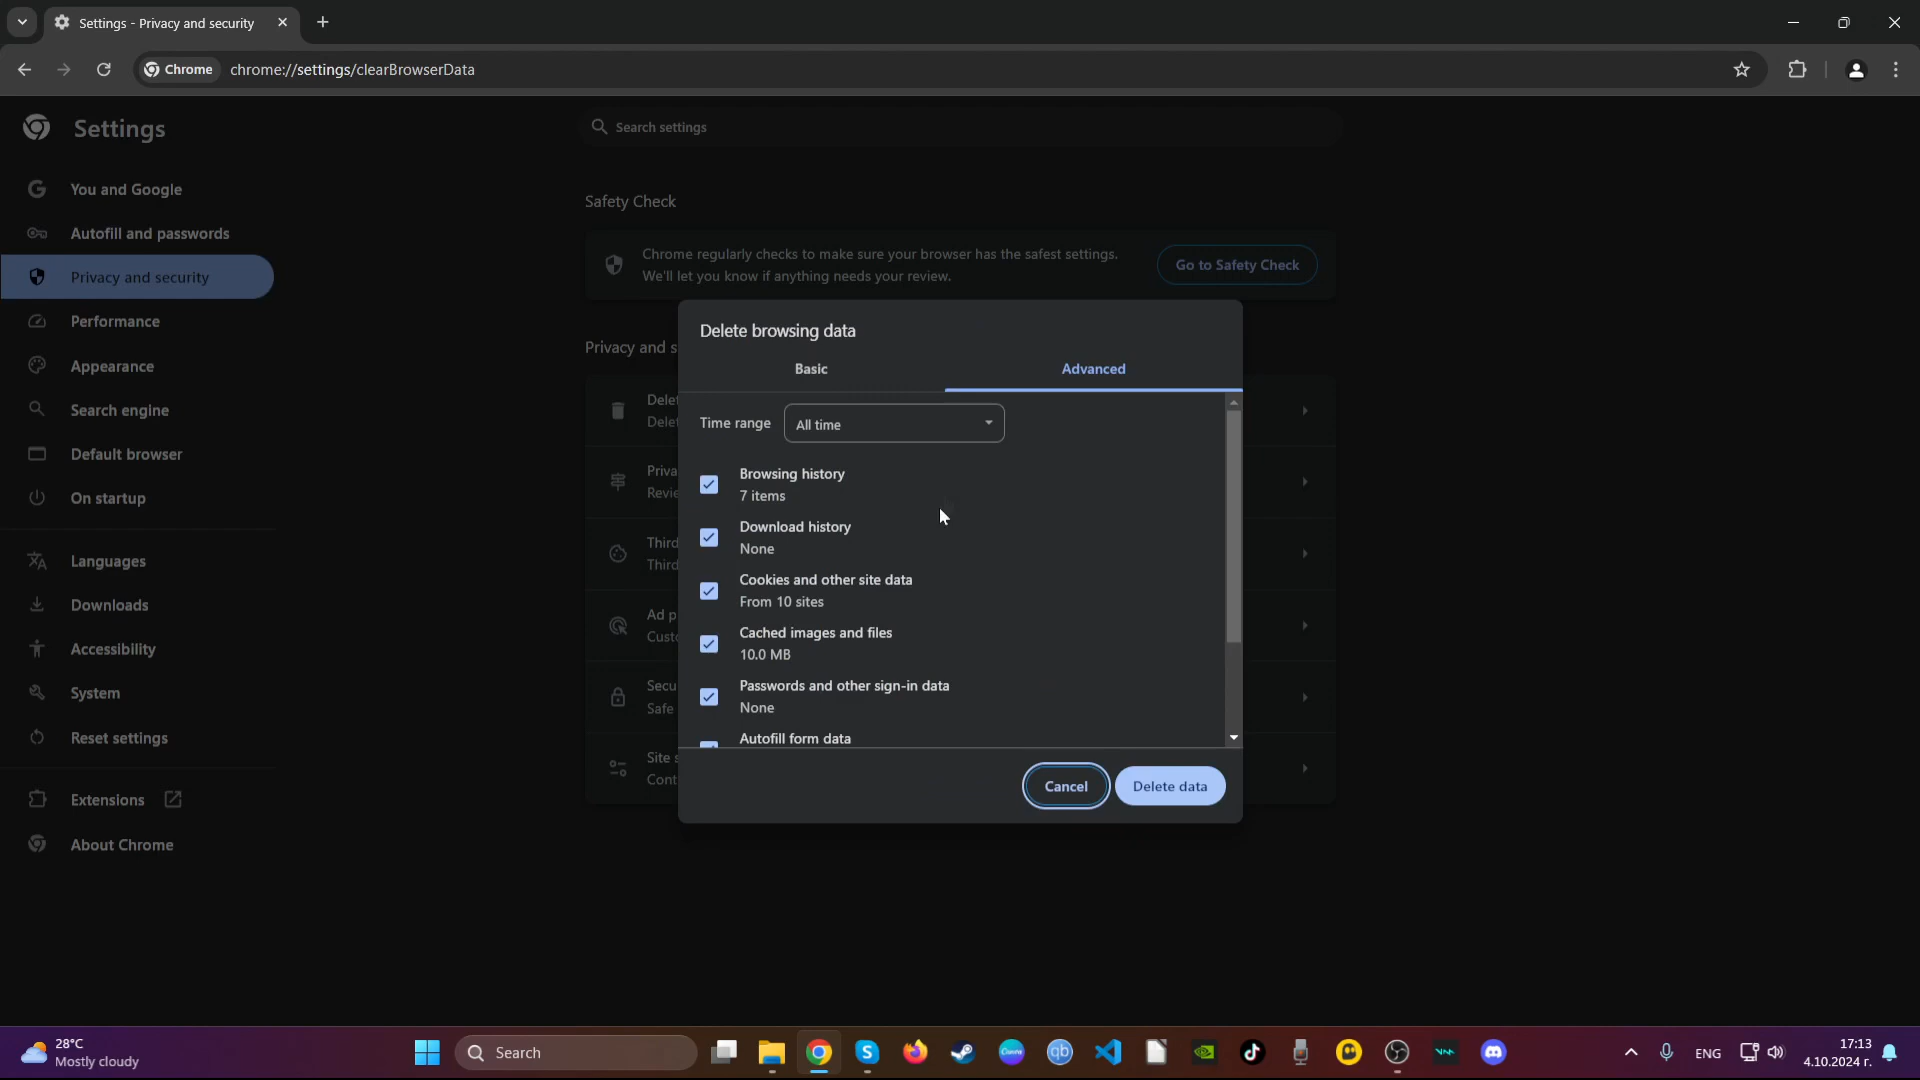 Settings - Privacy and security
Chrome
chrome://settings/clearBrowserData
Settings
Search settings
You and Google
Autofill and passwords
Privacy and security
Performance
Appearance
Search engine
Default browser
On startup
Languages
Downloads
Accessibility
System
Reset settings
Extensions
About Chrome
Safety Check
Chrome regularly checks to make sure your browser has the safest settings.
We'll let you know if anything needs your review.
Go to Safety Check
Privacy and s
Delet
Delet
Priva
Revie
Third
Third
Ad p
Custo
Secu
Safe
Site s
Cont
Delete browsing data
Basic
Advanced
Time range
All time
Browsing history
7 items
Download history
None
Cookies and other site data
From 10 sites
Cached images and files
10.0 MB
Passwords and other sign-in data
None
Autofill form data
Cancel
Delete data
28°C
Mostly cloudy
Search
Canva
qb
ENG
17:13
4.10.2024 г.